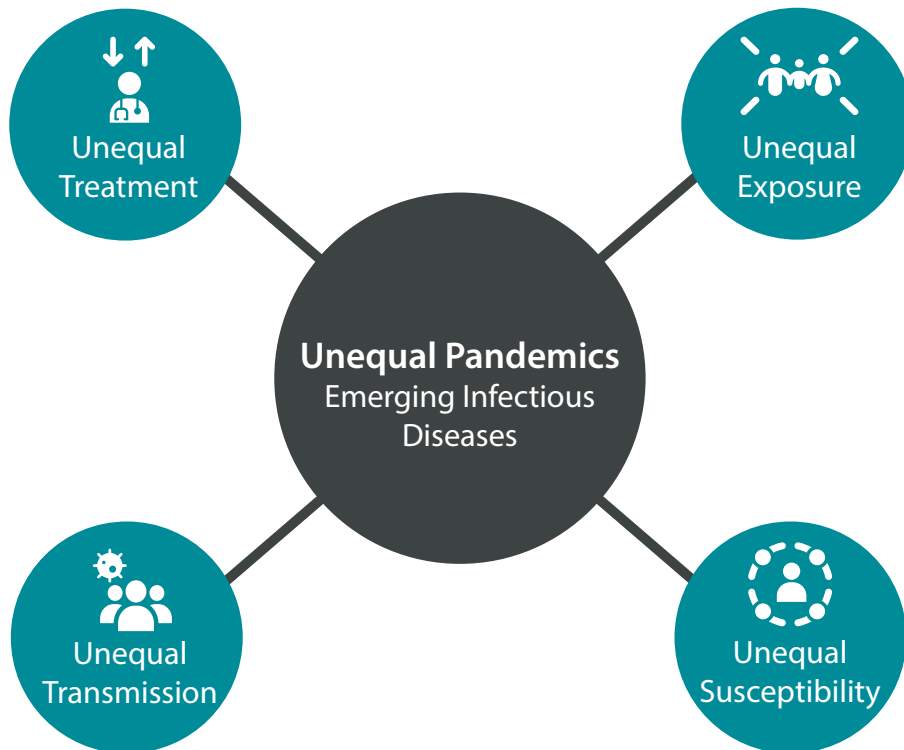 Unequal
Treatment
Unequal
Exposure
Unequal Pandemics
Emerging Infectious
Diseases
Unequal
Transmission
Unequal
Susceptibility